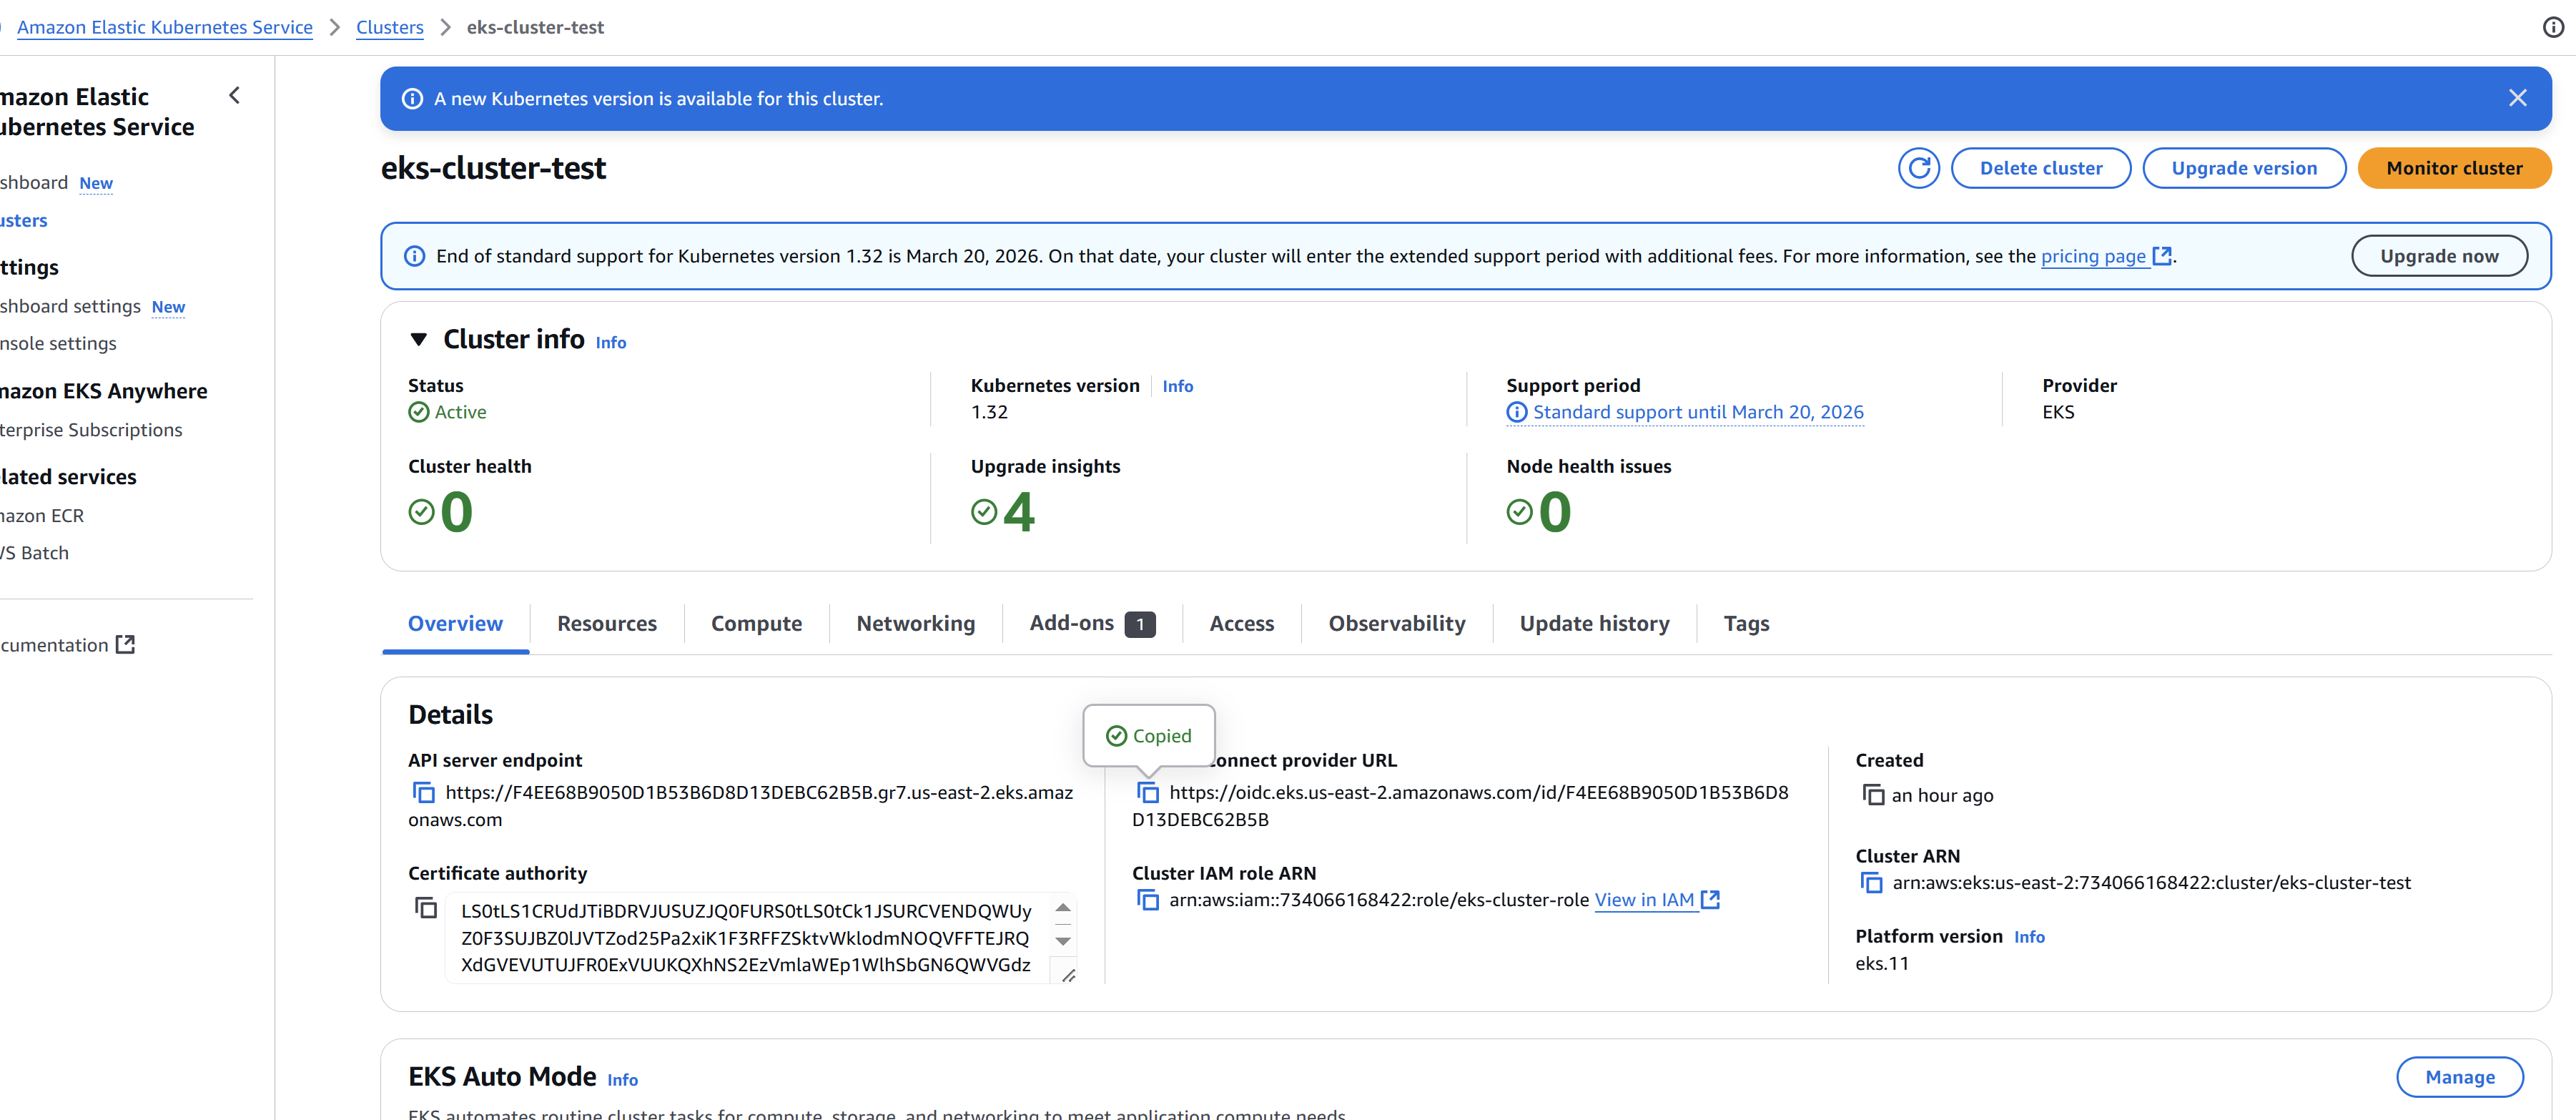 Amazon Elastic Kubernetes Service > Clusters > eks-cluster-test
mazon Elastic
ubernetes Service
shboard New
usters
ttings
shboard settings New
nsole settings
mazon EKS Anywhere
terprise Subscriptions
lated services
nazon ECR
VS Batch
cumentation
A new Kubernetes version is available for this cluster.
eks-cluster-test
Delete cluster
Upgrade version
Monitor cluster
End of standard support for Kubernetes version 1.32 is March 20, 2026. On that date, your cluster will enter the extended support period with additional fees. For more information, see the pricing page.
Upgrade now
Cluster info Info
Status
Active
Kubernetes version Info
1.32
Support period
Standard support until March 20, 2026
Provider
EKS
Cluster health
0
Upgrade insights
4
Node health issues
0
Overview Resources Compute Networking Add-ons 1 Access Observability Update history Tags
Details
API server endpoint
https://F4EE68B9050D1B53B6D8D13DEBC62B5B.gr7.us-east-2.eks.amaz
onaws.com
Certificate authority
LS0tLS1CRUdJTiBDRVJUSUZJQ0FURS0tLS0tCk1JSURCVENDQWUy
Z0F3SUJBZ0lJVTZod25Pa2xiK1F3RFFZSktvWklodmNOQVFFTEJRQ
XdGVEVUTUJFR0ExVUUKQXhNS2EzVmlaWEp1WlhSbGN6QWVGdz
Copied
onnect provider URL
https://oidc.eks.us-east-2.amazonaws.com/id/F4EE68B9050D1B53B6D8
D13DEBC62B5B
Cluster IAM role ARN
arn:aws:iam::734066168422:role/eks-cluster-role View in IAM
Created
an hour ago
Cluster ARN
arn:aws:eks:us-east-2:734066168422:cluster/eks-cluster-test
Platform version Info
eks.11
EKS Auto Mode Info
Manage
EKS automates routine cluster tasks for compute, storage, and networking to meet application compute needs.